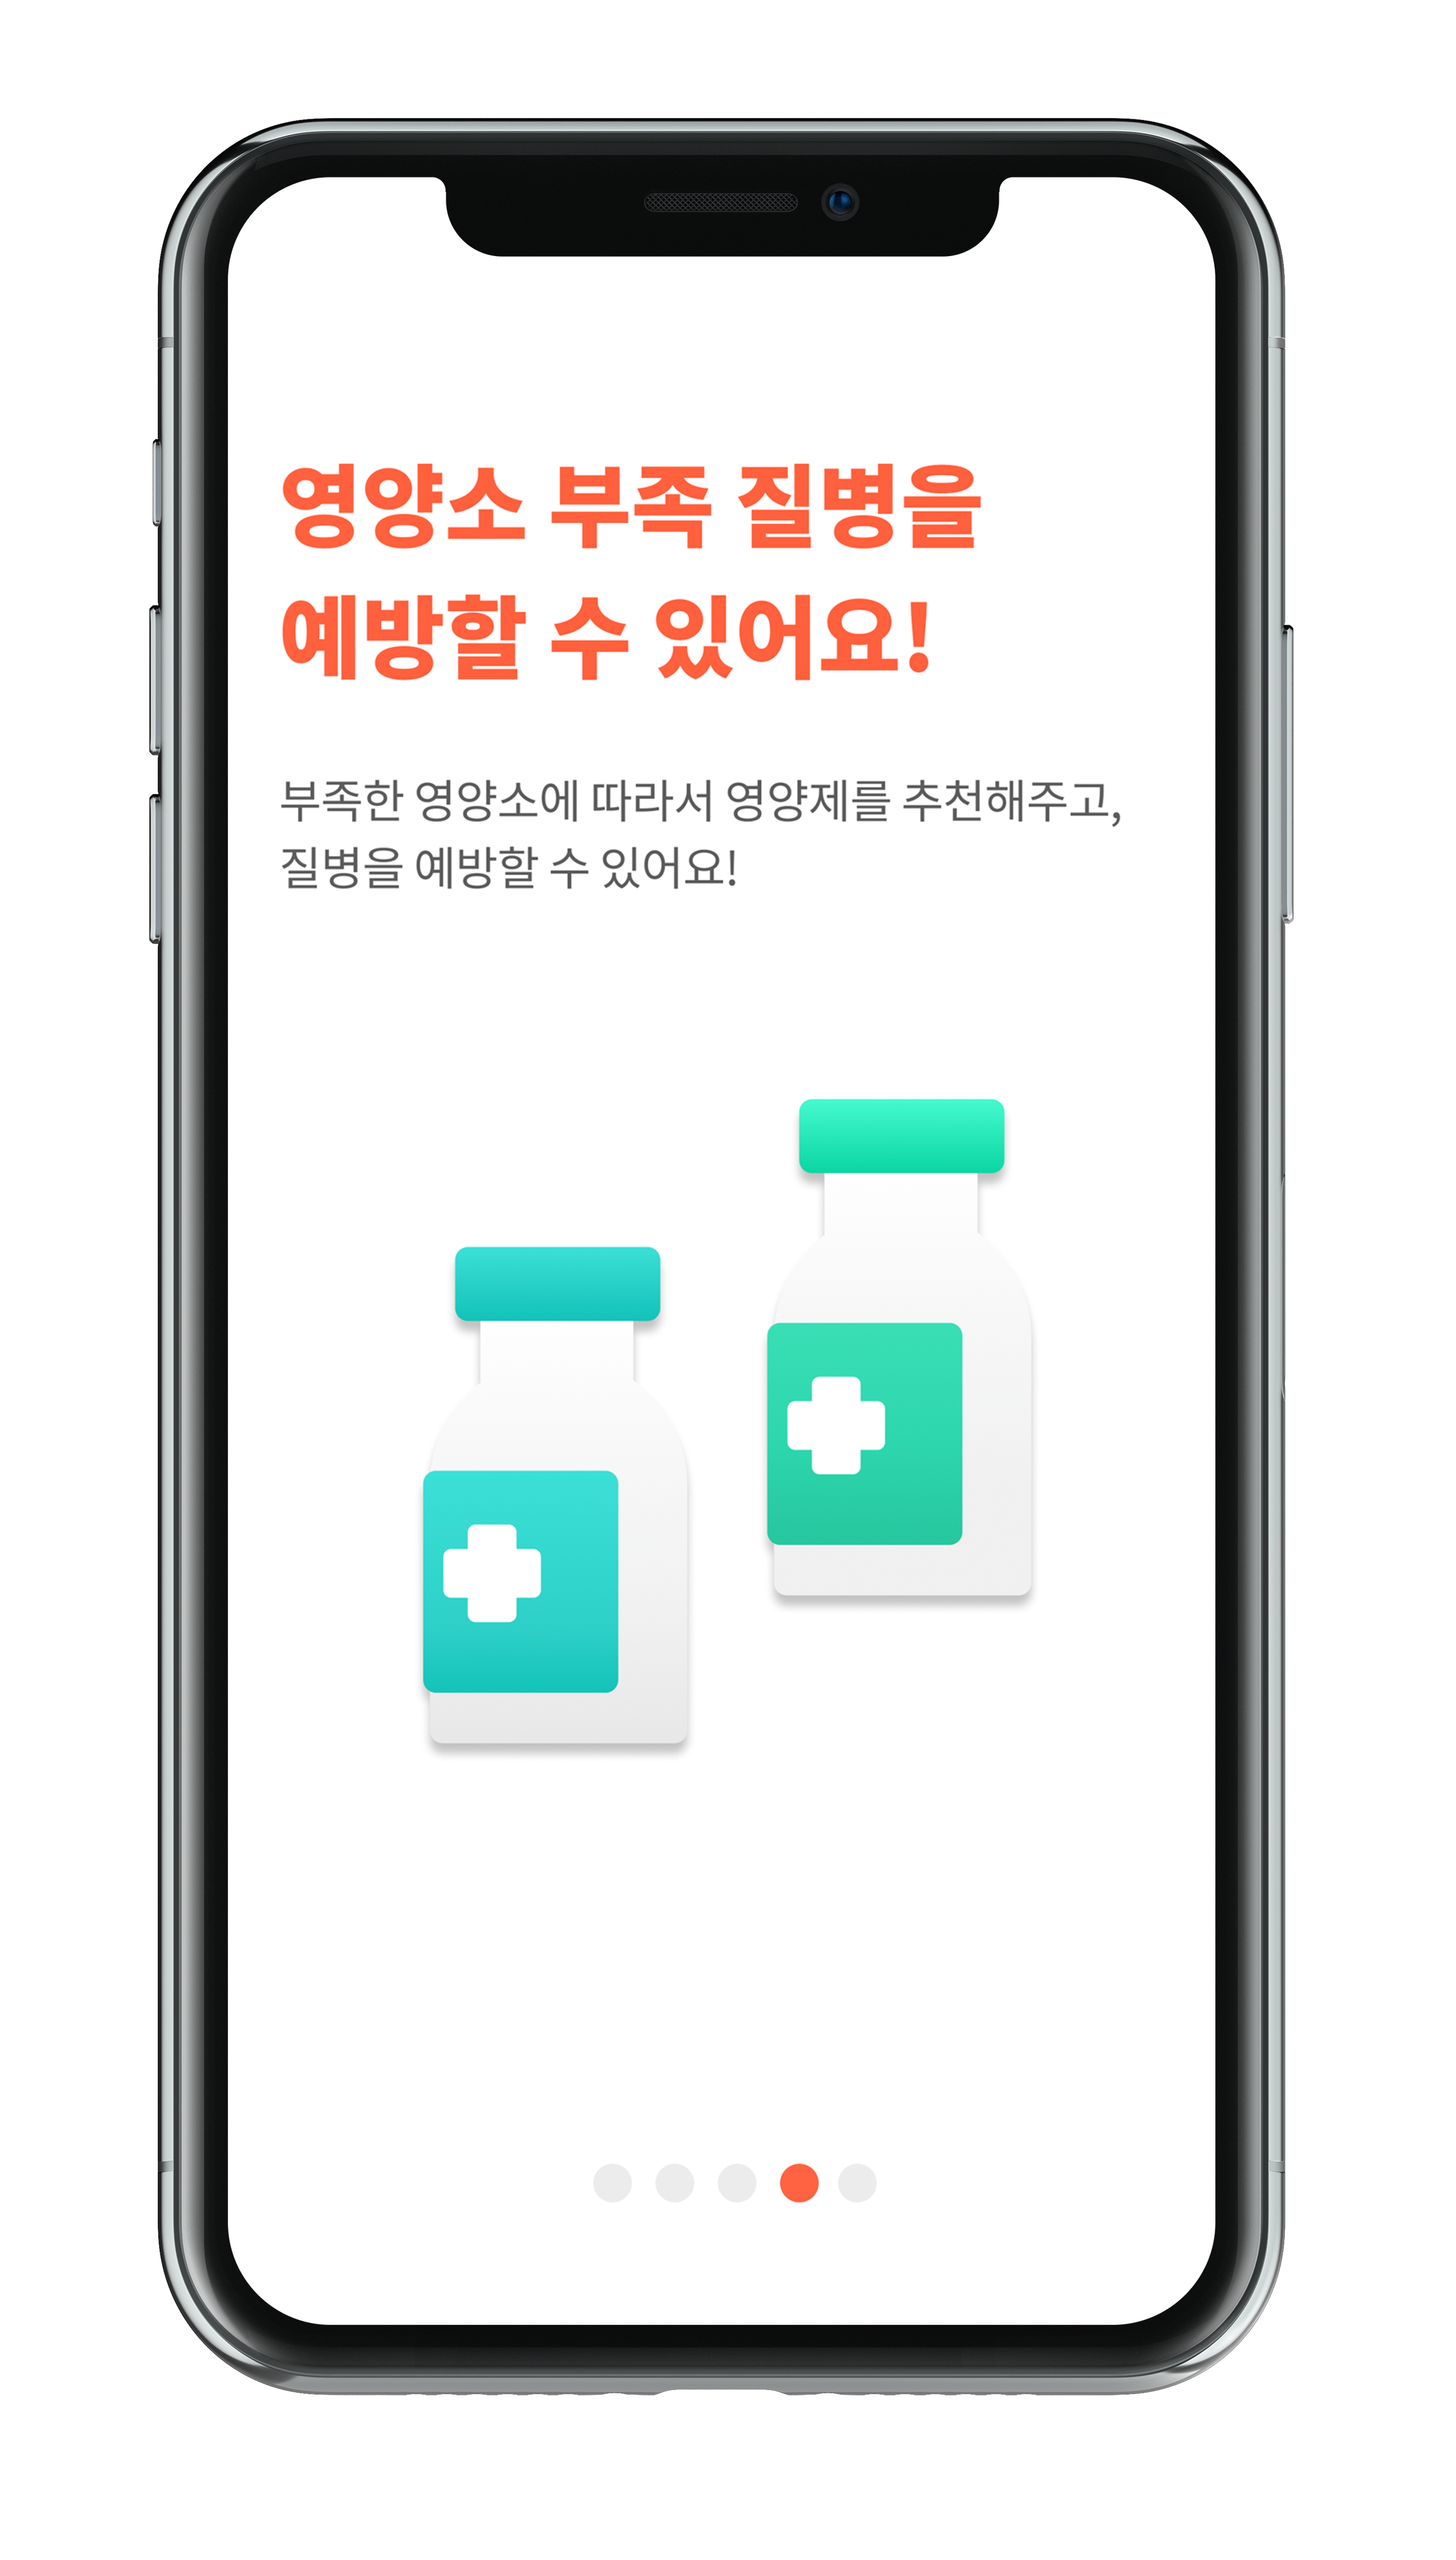 영양소 부족 질병을
예방할 수 있어요!
부족한 영양소에 따라서 영양제를 추천해주고,
질병을 예방할 수 있어요!